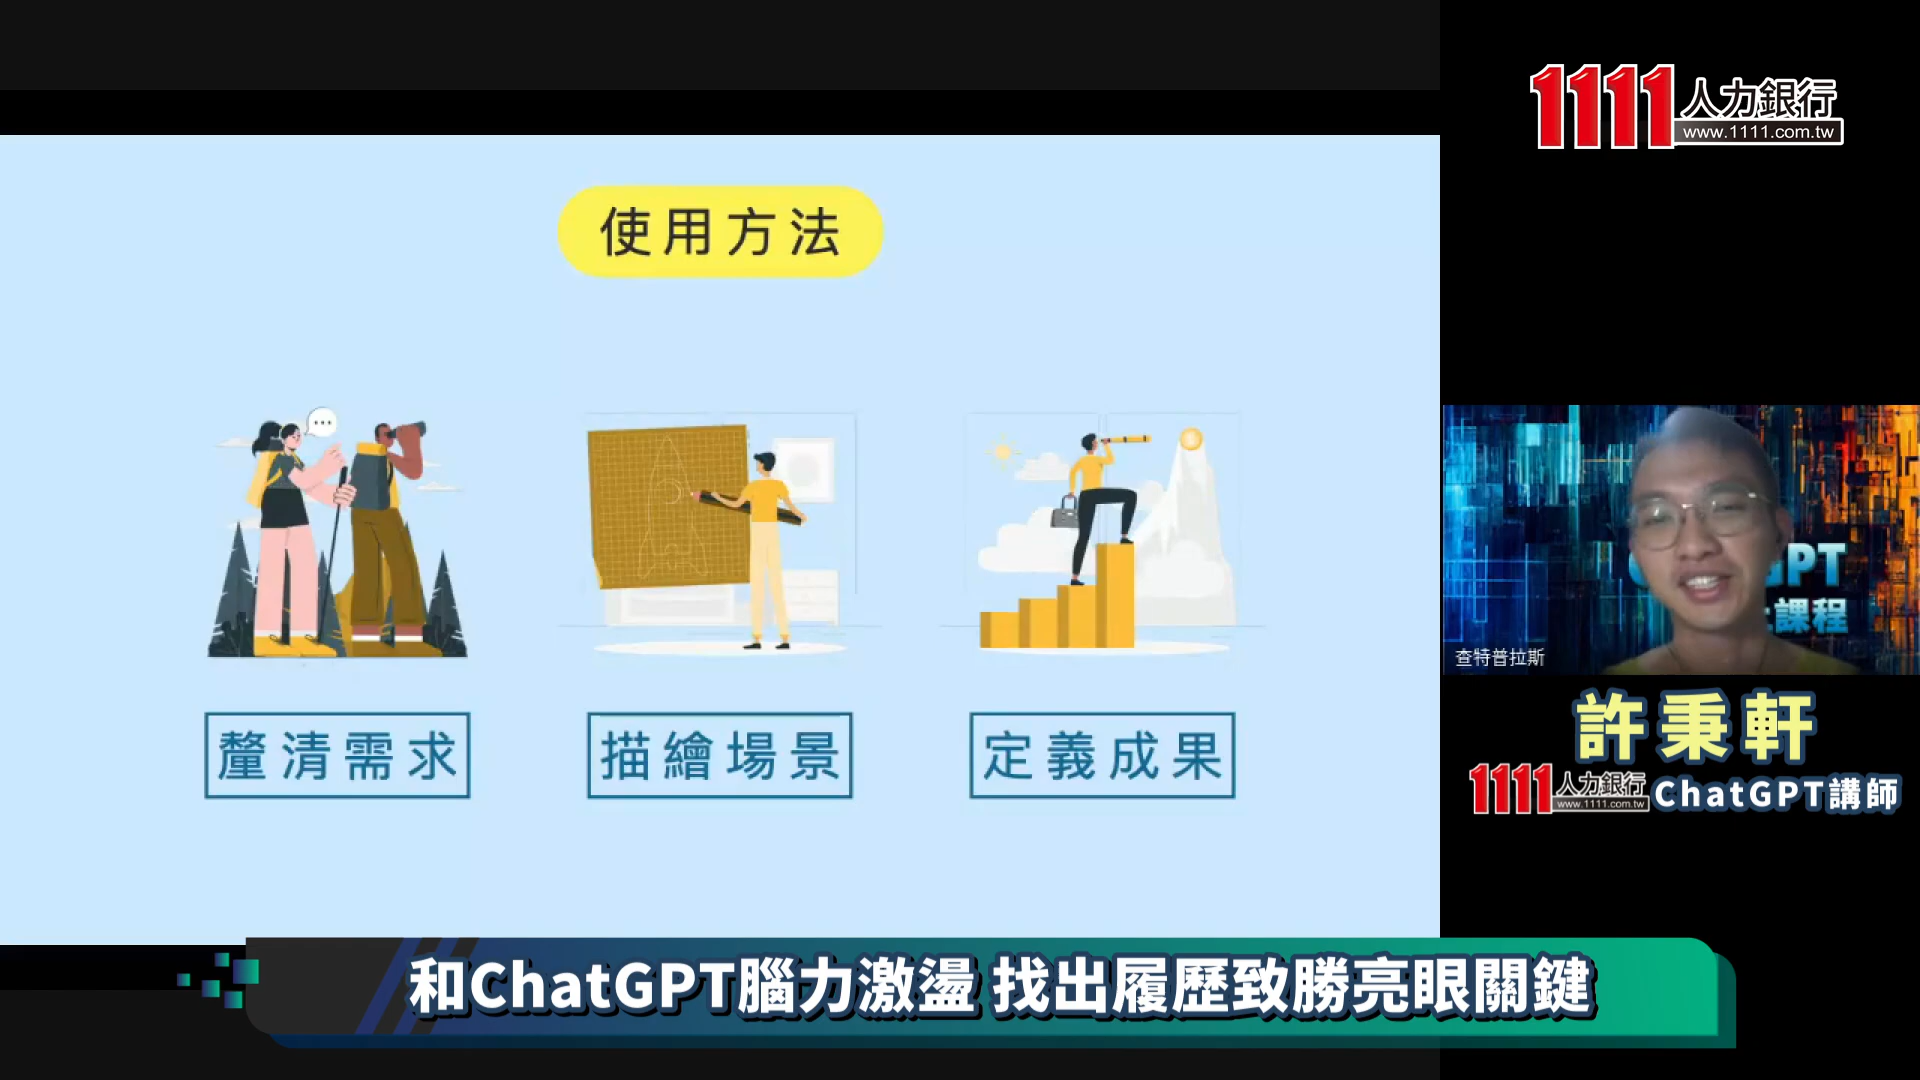 1111人力銀行
www.1111.com.tw
使用方法
釐清需求
描繪場景
定義成果
GPT
課程
查特普拉斯
許秉軒
1111人力銀行
www.1111.com.tw
ChatGPT講師
和ChatGPT腦力激盪 找出履歷致勝亮眼關鍵